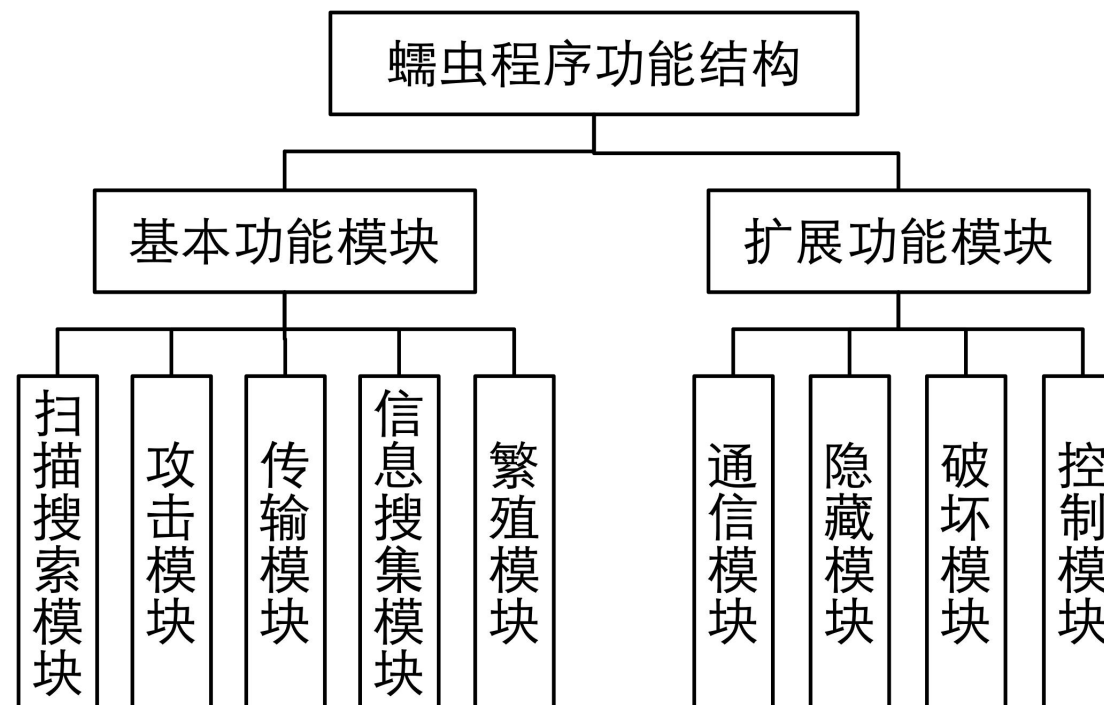 蠕虫程序功能结构
基本功能模块
扩展功能模块
扫描搜索模块
攻击模块
传输模块
信息搜集模块
繁殖模块
通信模块
隐藏模块
破坏模块
控制模块